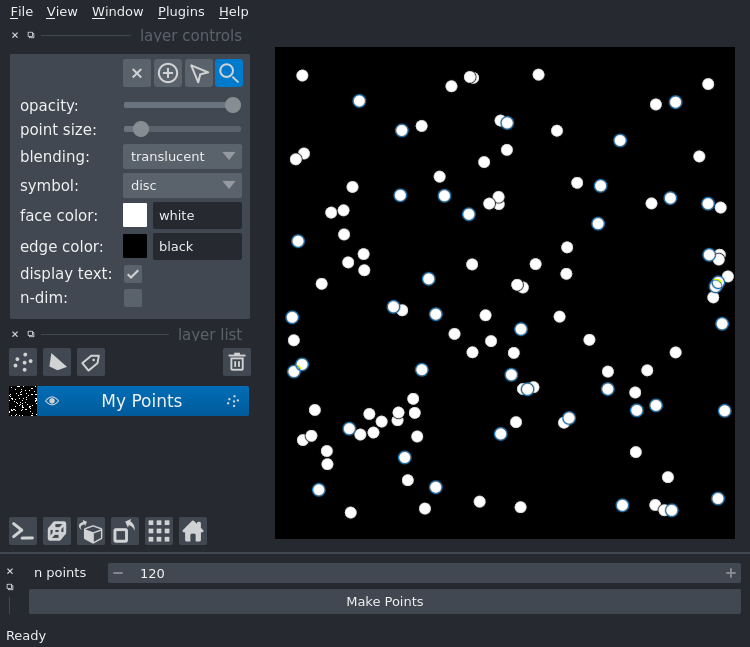 File View Window Plugins Help
layer controls
opacity:
point size:
blending: translucent
symbol: disc
face color: white
edge color: black
display text:
n-dim:
layer list
My Points
n points 120
Make Points
Ready